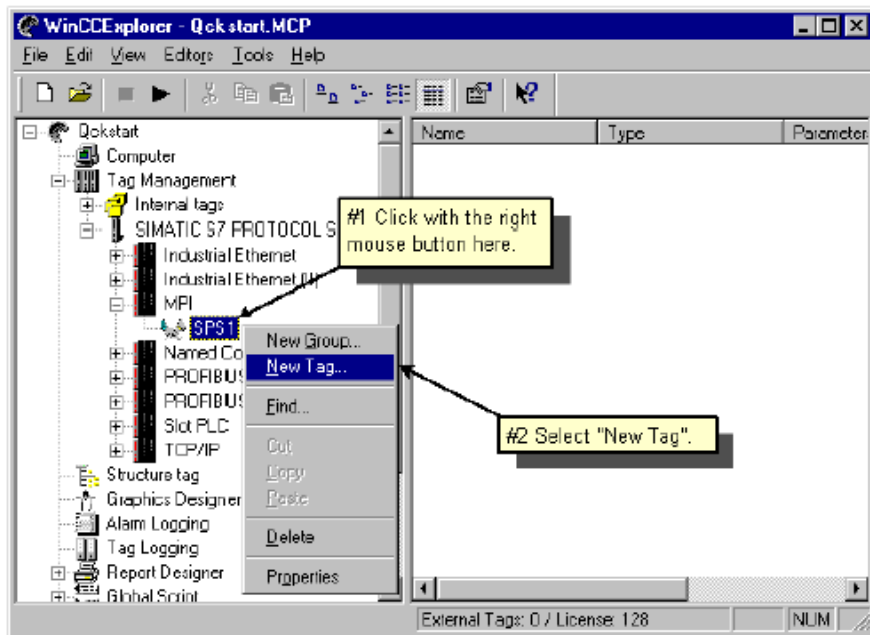 WinCCExplorer - Qckstart.MCP
File Edit View Editors Tools Help
Qckstart
Computer
Tag Management
Internal tags
SIMATIC S7 PROTOCOL S
Industrial Ethernet
Industrial Ethernet (II)
MPI
SPS1
Named Co
PROFIBUS
PROFIBUS
Slot PLC
TCP/IP
Structure tag
Graphics Designer
Alarm Logging
Tag Logging
Report Designer
Global Script
Name Type Parameter
#1 Click with the right
mouse button here.
New Group...
New Tag...
Find...
Cut
Copy
Paste
Delete
Properties
#2 Select "New Tag".
External Tags: 0 / License: 128
NUM